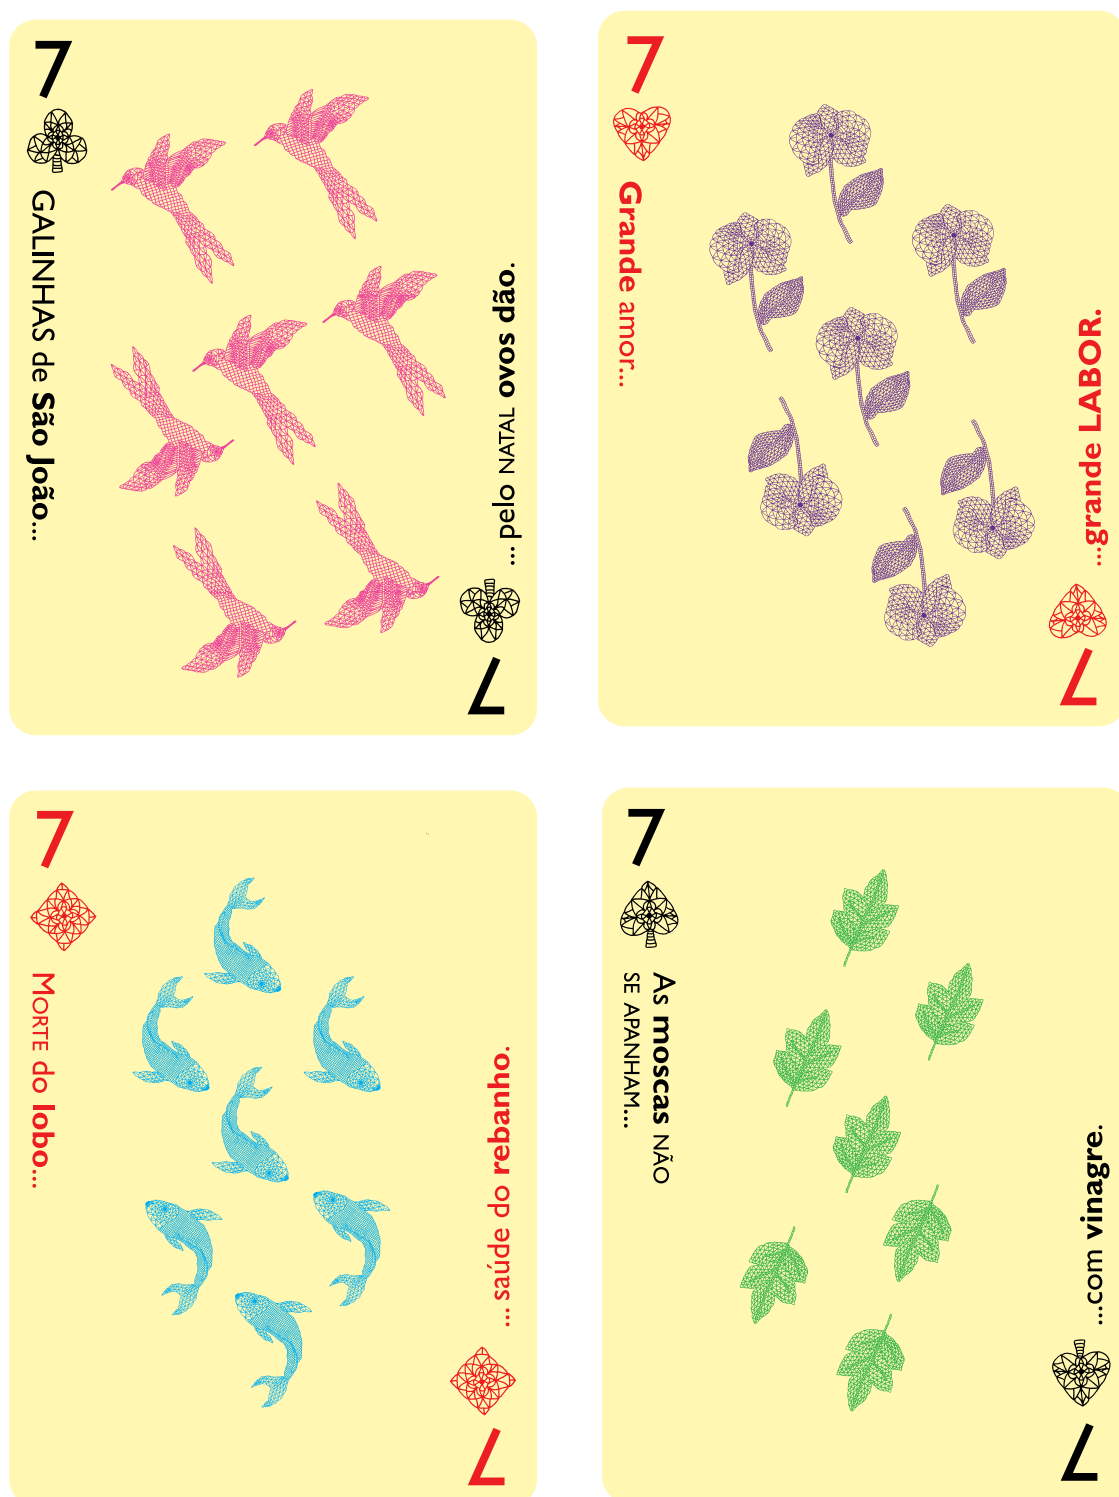 7
GALINHAS de São João...
... pelo NATAL ovos dão.
7
7
Grande amor...
...grande LABOR.
7
7
MORTE do lobo...
... saúde do rebanho.
7
7
As moscas NÃO
SE APANHAM...
...com vinagre.
7